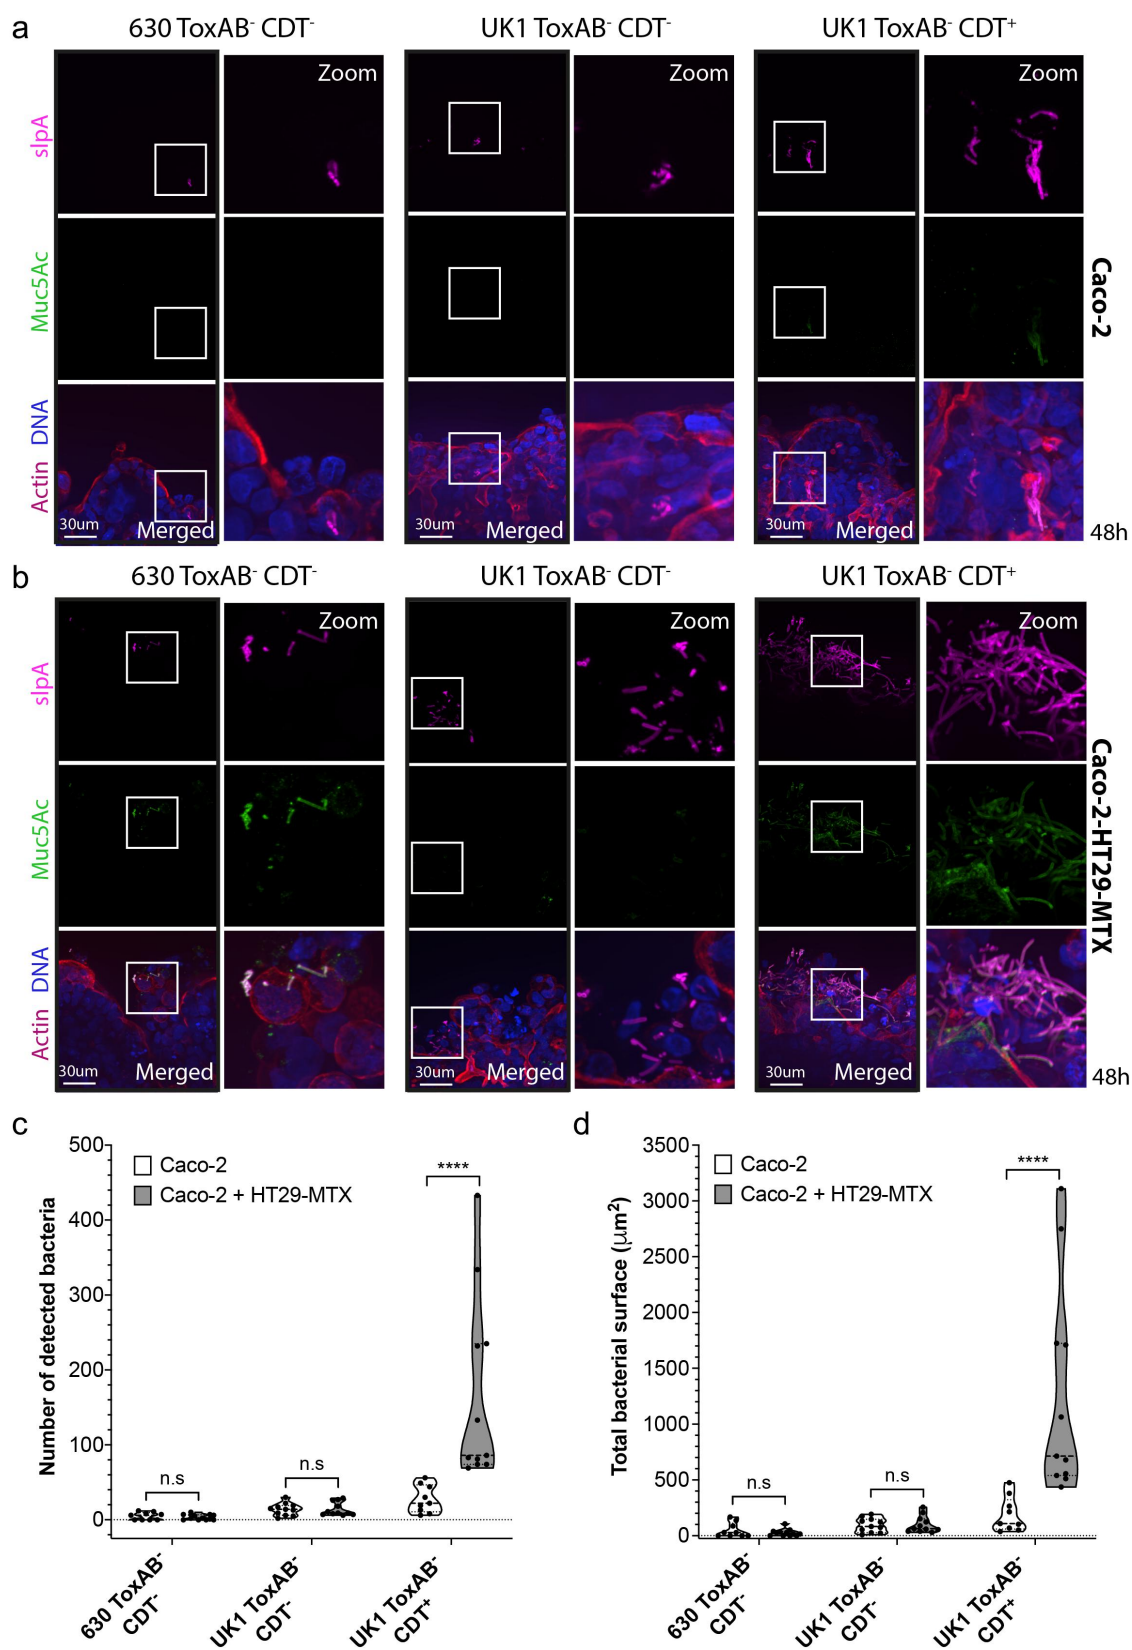 a
630 ToxAB⁻ CDT⁻
UK1 ToxAB⁻ CDT⁻
UK1 ToxAB⁻ CDT⁺
slpA
Zoom
Zoom
Zoom
Muc5Ac
Caco-2
Actin DNA
30um
Merged
30um
Merged
30um
Merged
48h
b
630 ToxAB⁻ CDT⁻
UK1 ToxAB⁻ CDT⁻
UK1 ToxAB⁻ CDT⁺
slpA
Zoom
Zoom
Zoom
Muc5Ac
Caco-2-HT29-MTX
Actin DNA
30um
Merged
30um
Merged
30um
Merged
48h
c
Number of detected bacteria
500
400
300
200
100
0
Caco-2
Caco-2 + HT29-MTX
n.s
n.s
****
630 ToxAB⁻
CDT⁻
UK1 ToxAB⁻
CDT⁻
UK1 ToxAB⁻
CDT⁺
d
Total bacterial surface (μm²)
3500
3000
2500
2000
1500
1000
500
0
Caco-2
Caco-2 + HT29-MTX
n.s
n.s
****
630 ToxAB⁻
CDT⁻
UK1 ToxAB⁻
CDT⁻
UK1 ToxAB⁻
CDT⁺